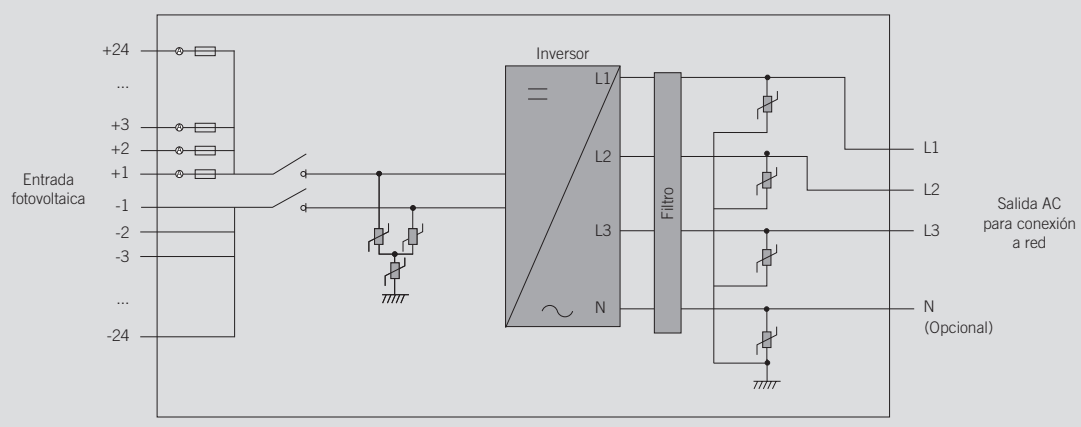 Entrada
fotovoltaica
+24
...
+3
+2
+1
-1
-2
-3
...
-24
A
A
A
A
Inversor
L1
L2
L3
N
Filtro
L1
L2
L3
N
(Opcional)
Salida AC
para conexión
a red